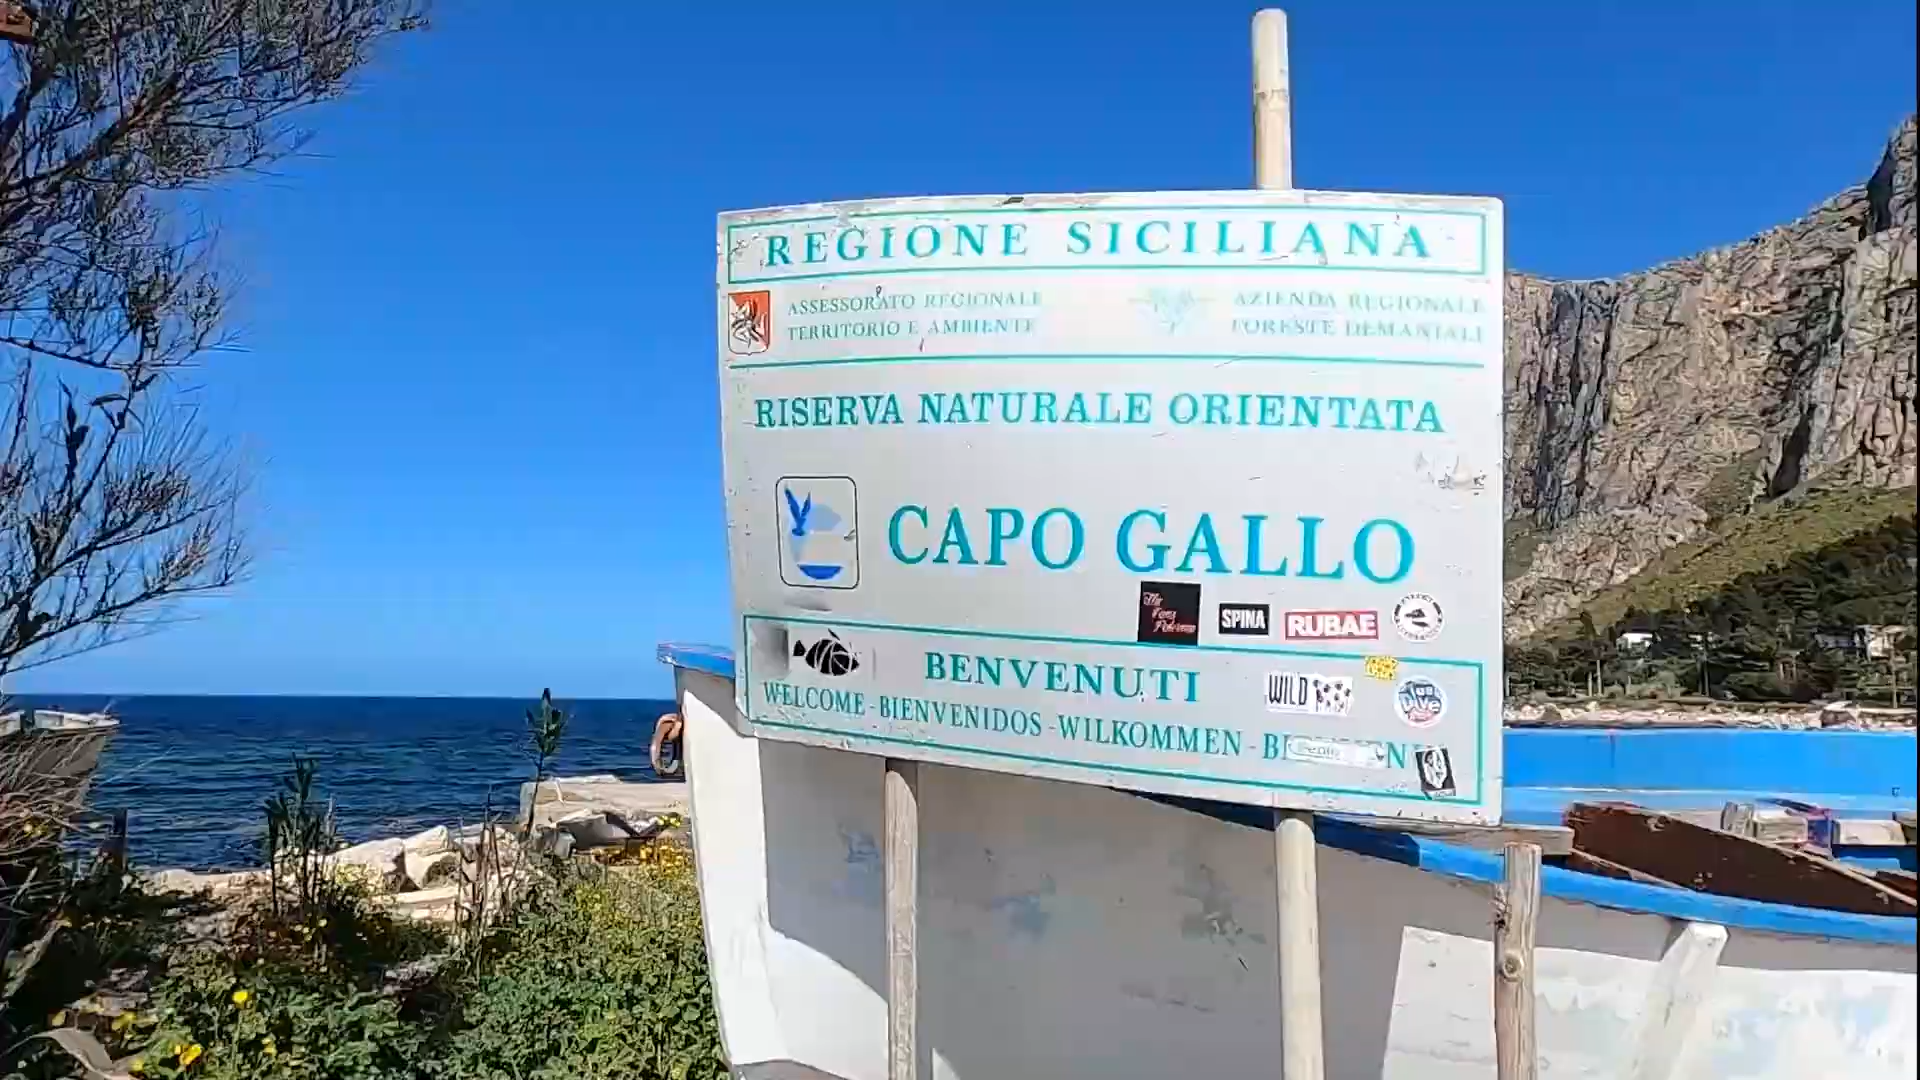 REGIONE SICILIANA
ASSESSORATO REGIONALE
TERRITORIO E AMBIENTE
AZIENDA REGIONALE
FORESTE DEMANIALI
RISERVA NATURALE ORIENTATA
CAPO GALLO
SPINA
RUBAE
BENVENUTI
WILD
WELCOME - BIENVENIDOS - WILKOMMEN -